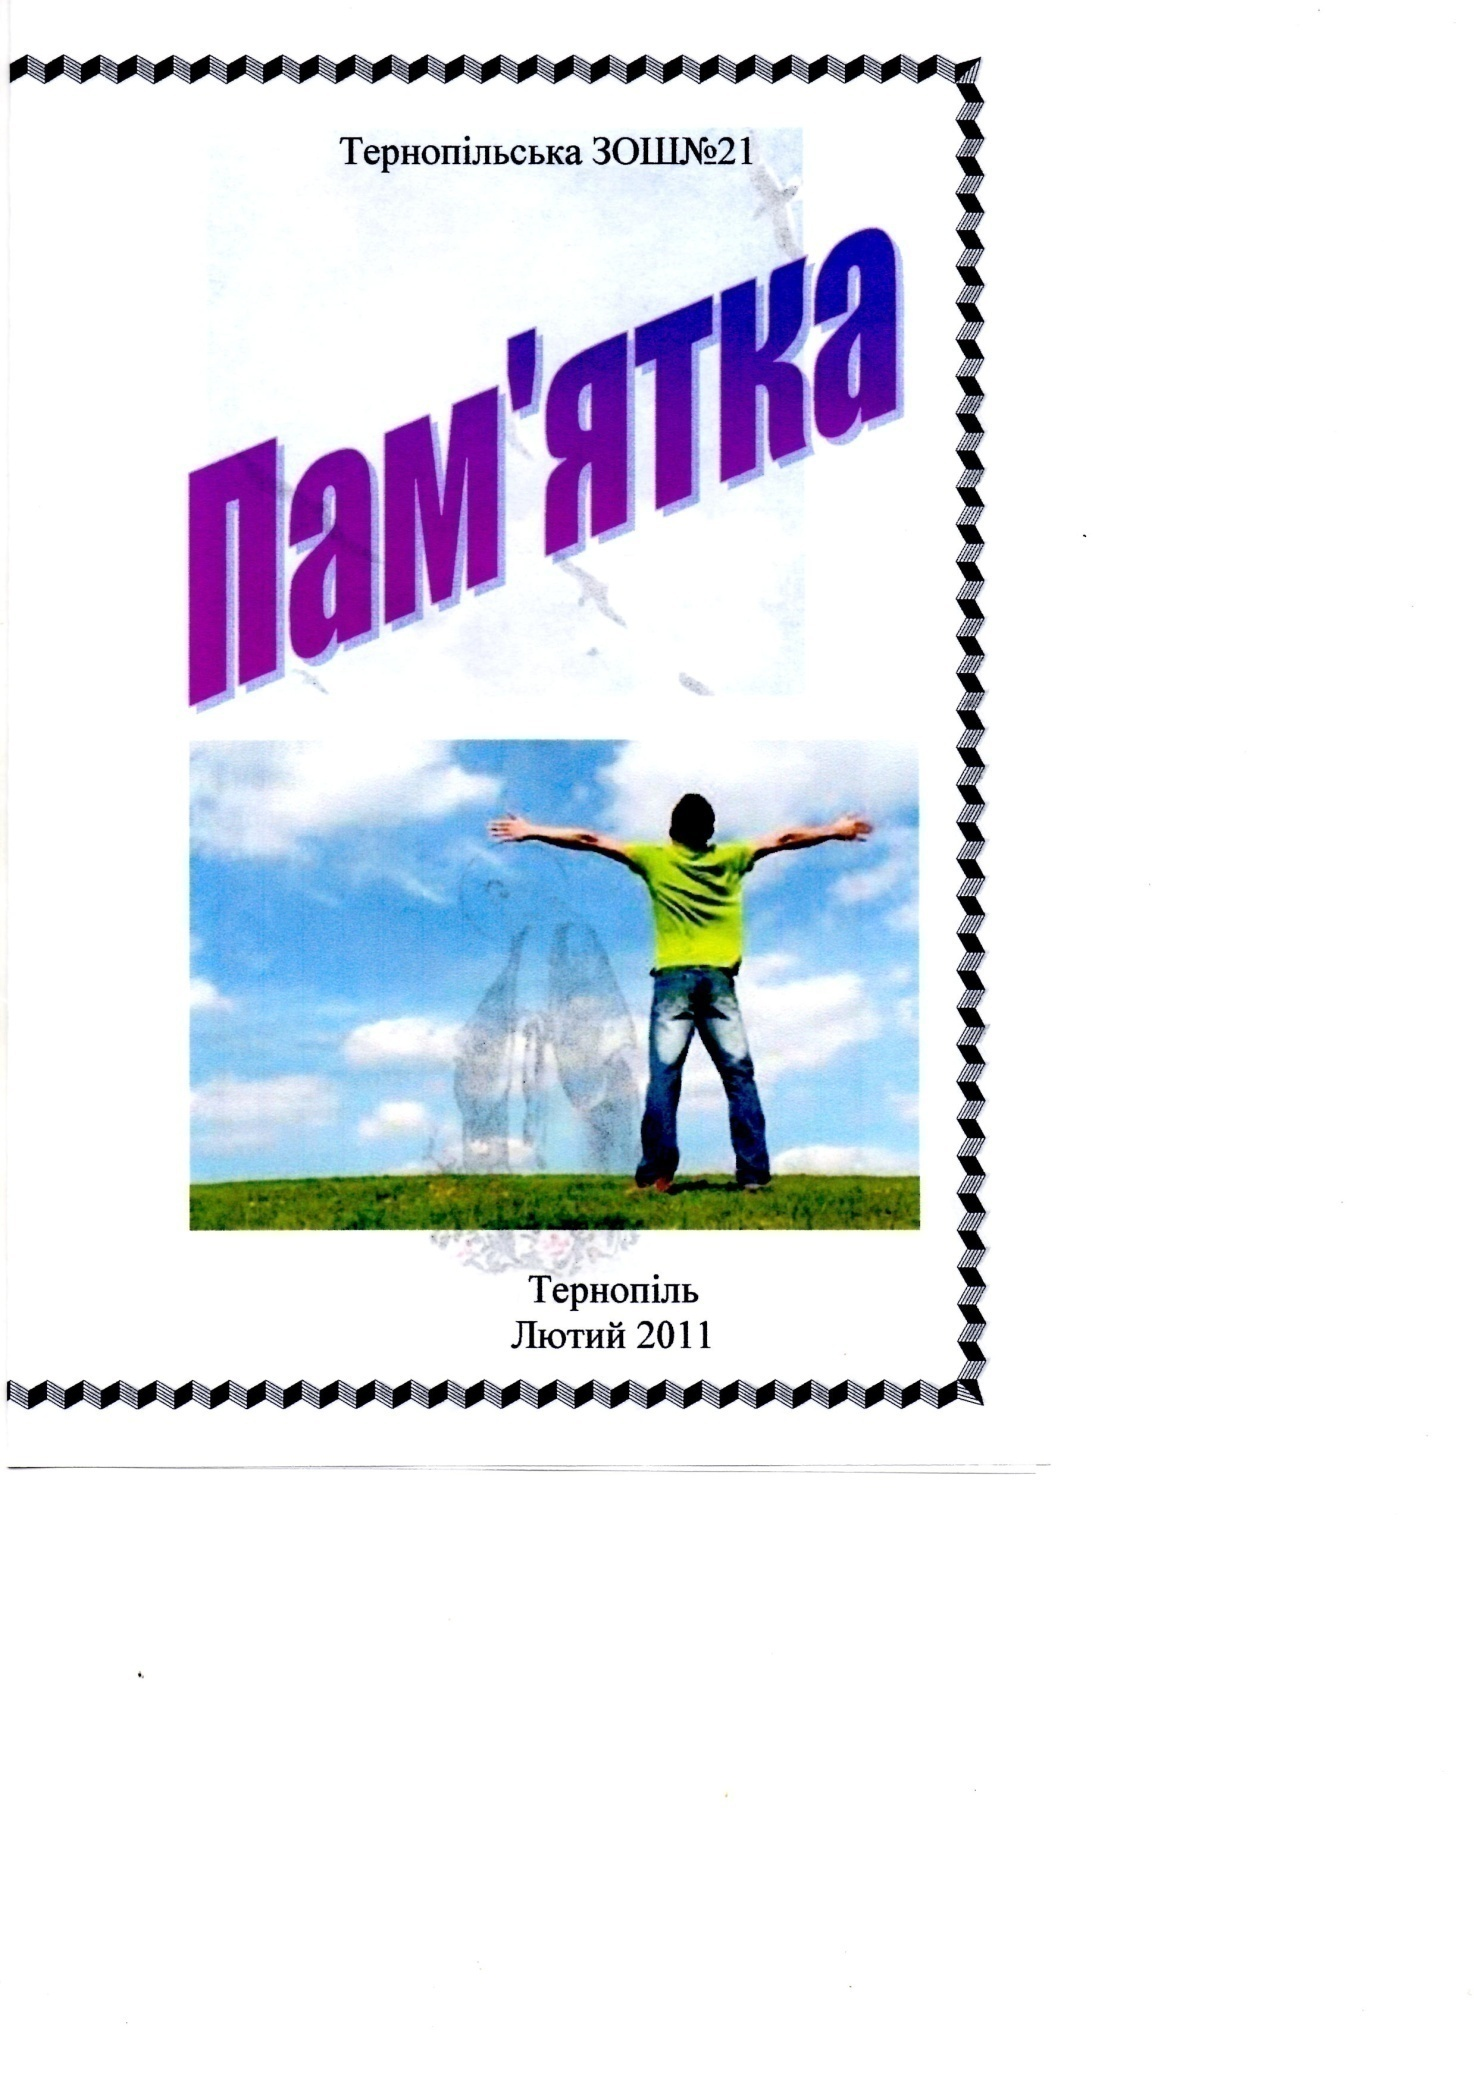 Тернопільська ЗОШ№21
Пам'ятка
Тернопіль
Лютий 2011